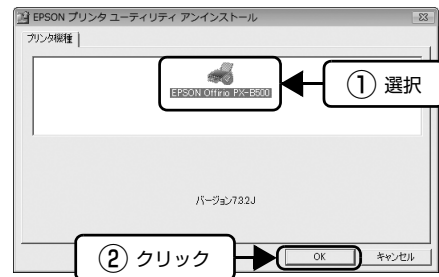 EPSON プリンタ ユーティリティ アンインストール
プリンタ機種
EPSON Offirio PX-B500
① 選択
バージョン7.3.2J
② クリック
OK
キャンセル